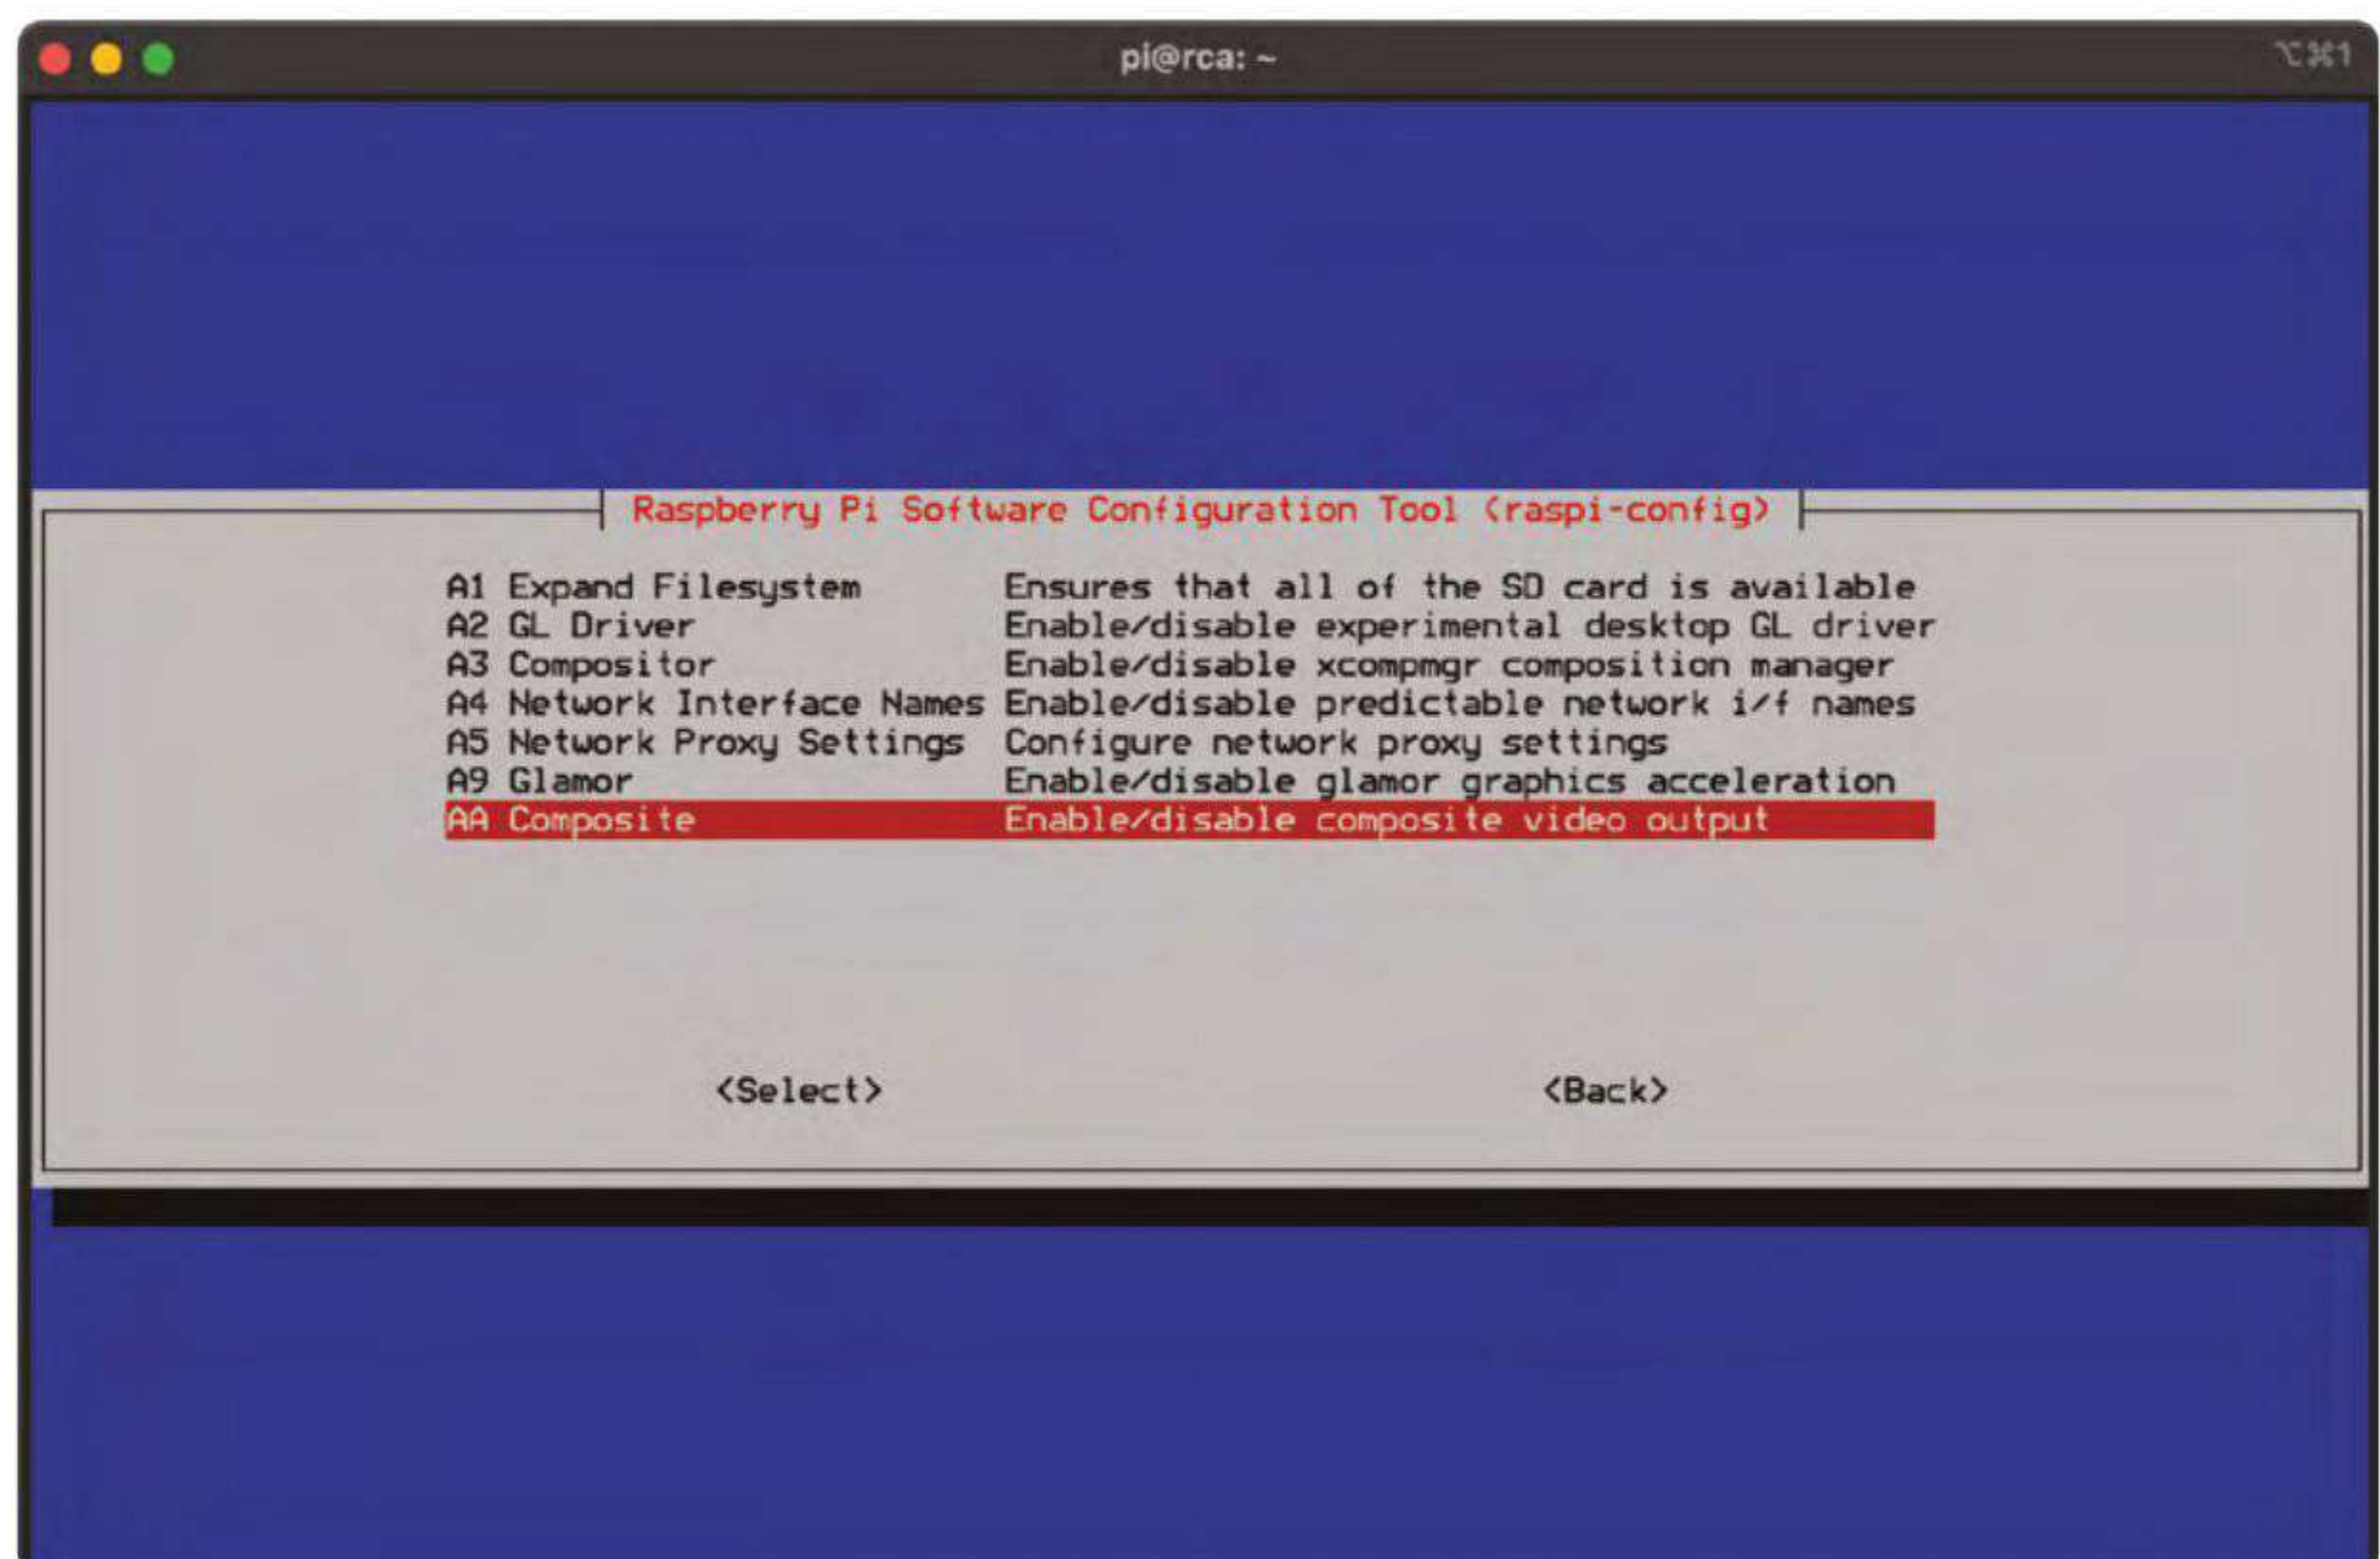 pi@rca: ~
⌥⌘1
Raspberry Pi Software Configuration Tool (raspi-config)
A1 Expand Filesystem Ensures that all of the SD card is available
A2 GL Driver Enable/disable experimental desktop GL driver
A3 Compositor Enable/disable xcompmgr composition manager
A4 Network Interface Names Enable/disable predictable network i/f names
A5 Network Proxy Settings Configure network proxy settings
A9 Glamor Enable/disable glamor graphics acceleration
AA Composite Enable/disable composite video output
<Select> <Back>